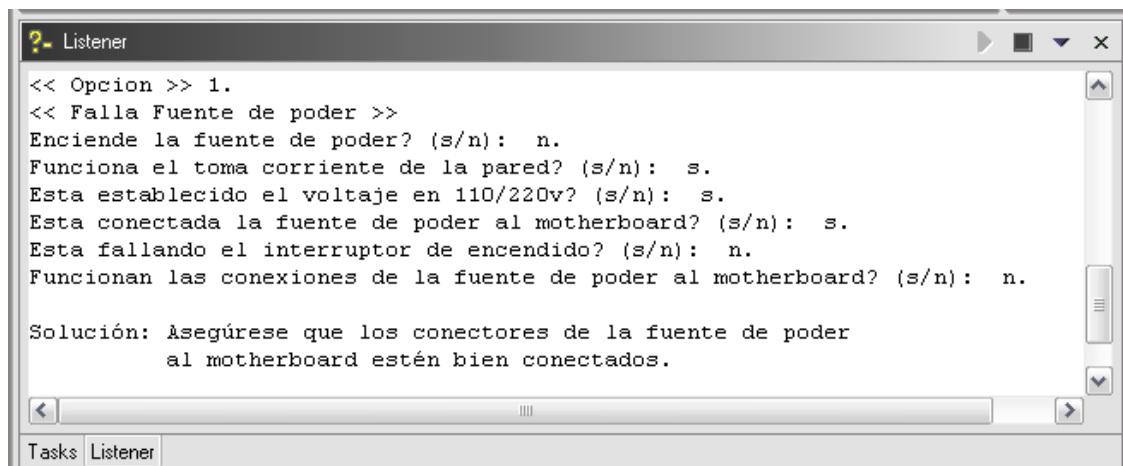 ?- Listener
<< Opcion >> 1.
<< Falla Fuente de poder >>
Enciende la fuente de poder? (s/n):  n.
Funciona el toma corriente de la pared? (s/n):  s.
Esta establecido el voltaje en 110/220v? (s/n):  s.
Esta conectada la fuente de poder al motherboard? (s/n):  s.
Esta fallando el interruptor de encendido? (s/n):  n.
Funcionan las conexiones de la fuente de poder al motherboard? (s/n):  n.
Solución: Asegúrese que los conectores de la fuente de poder
al motherboard estén bien conectados.
Tasks Listener